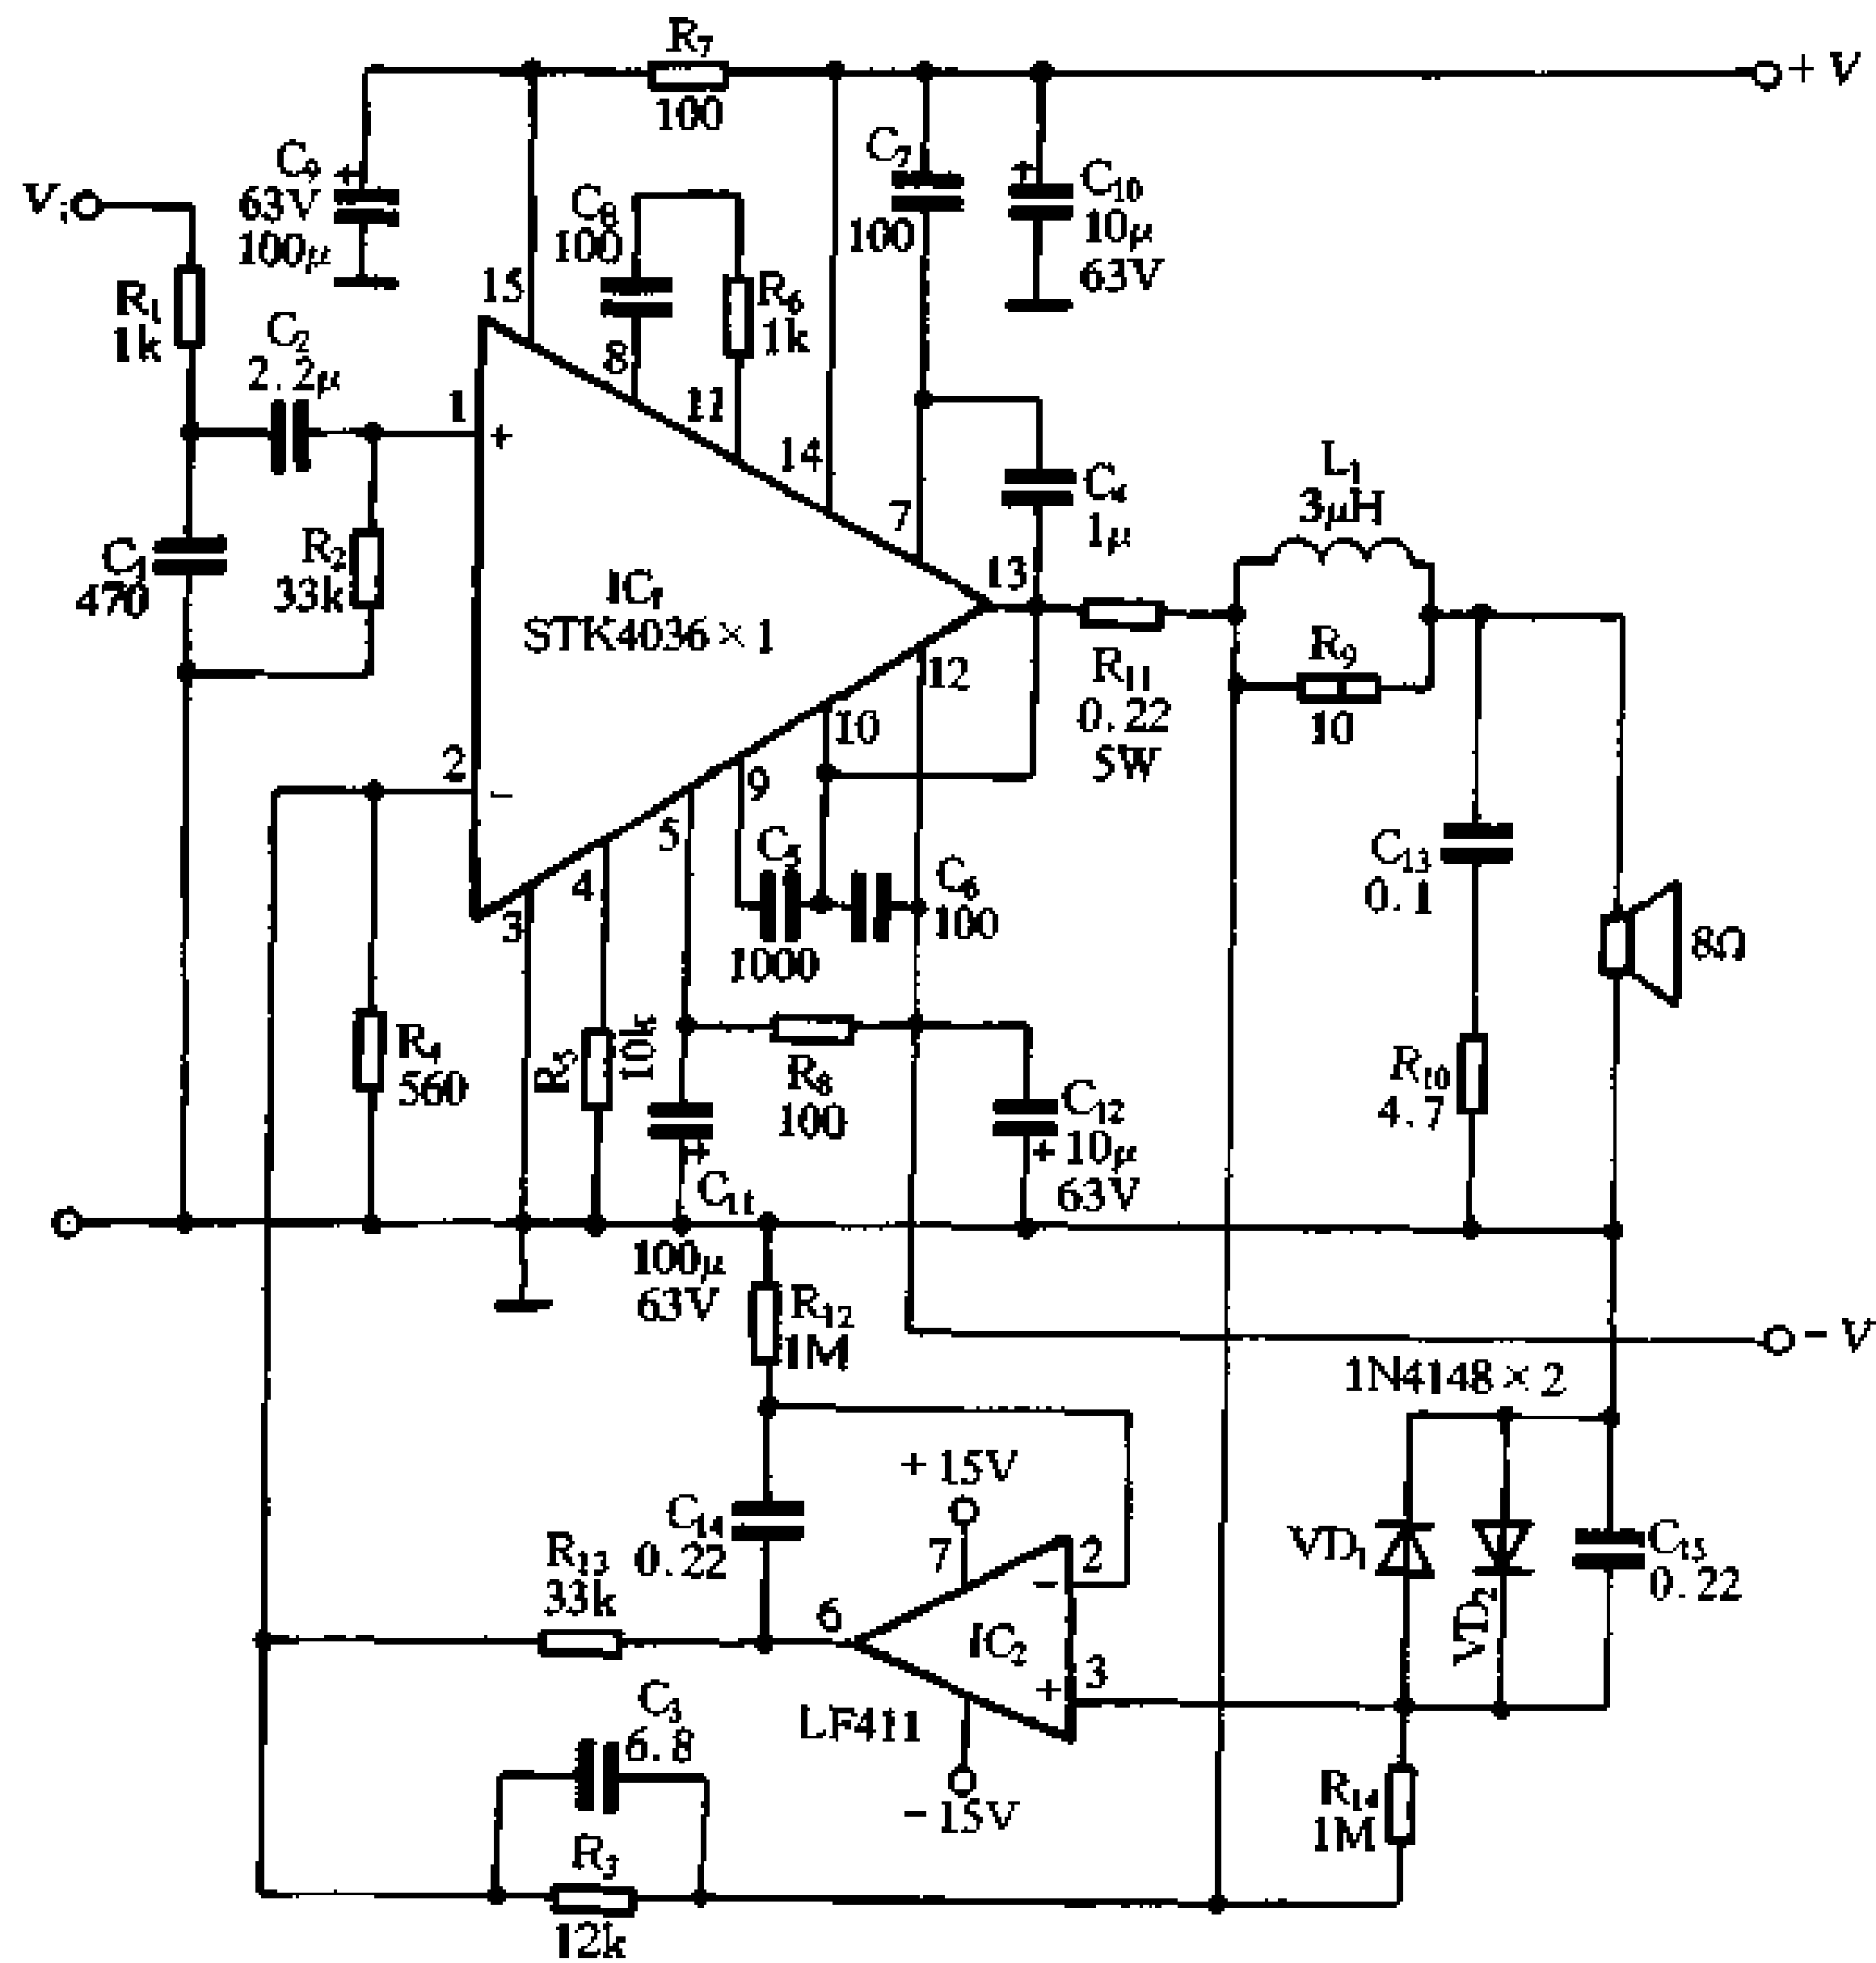 R₇
100
+ V
C₉
63V
100μ
+
C₈
100
C₇
100
+
C₁₀
10μ
63V
Vᵢ
R₁
1k
C₂
2.2μ
15
8
R₆
1k
11
14
7
1
+
C₄
1μ
L₁
3μH
C₁
470
R₂
33k
IC₁
STK4036×1
13
R₁₁
0.22
5W
R₉
10
12
10
9
2
-
5
4
3
C₅
1000
C₆
100
C₁₃
0.1
8Ω
R₄
560
R₅
10k
R₈
100
+
C₁₁
100μ
63V
C₁₂
+ 10μ
63V
R₁₀
4.7
R₁₂
1M
- V
1N4148×2
+15V
C₁₄
0.22
7
2
-
R₁₃
33k
6
IC₂
+
3
LF411
VD₁
VD₂
C₁₅
0.22
C₃
6.8
-15V
R₁₄
1M
R₃
12k